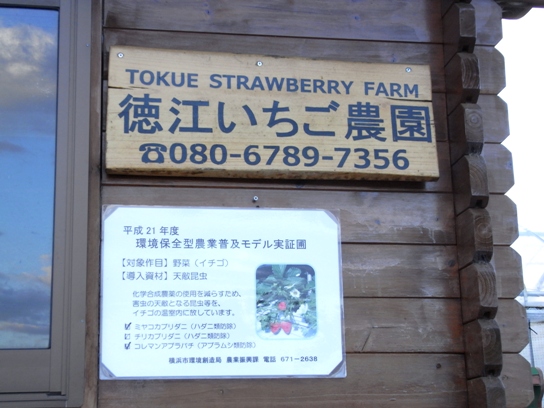 TOKUE STRAWBERRY FARM
徳江いちご農園
☎080-6789-7356
平成21年度
環境保全型農業普及モデル実証圃
【対象作目】野菜(イチゴ)
【導入資材】天敵昆虫
化学合成農薬の使用を減らすため、
害虫の天敵となる昆虫等を、
イチゴの温室内に放しています。
☑ミヤコカブリダニ(ハダニ類防除)
☑チリカブリダニ(ハダニ類防除)
☑コレマンアブラバチ(アブラムシ類防除)
横浜市環境創造局 農業振興課 電話 671-2638